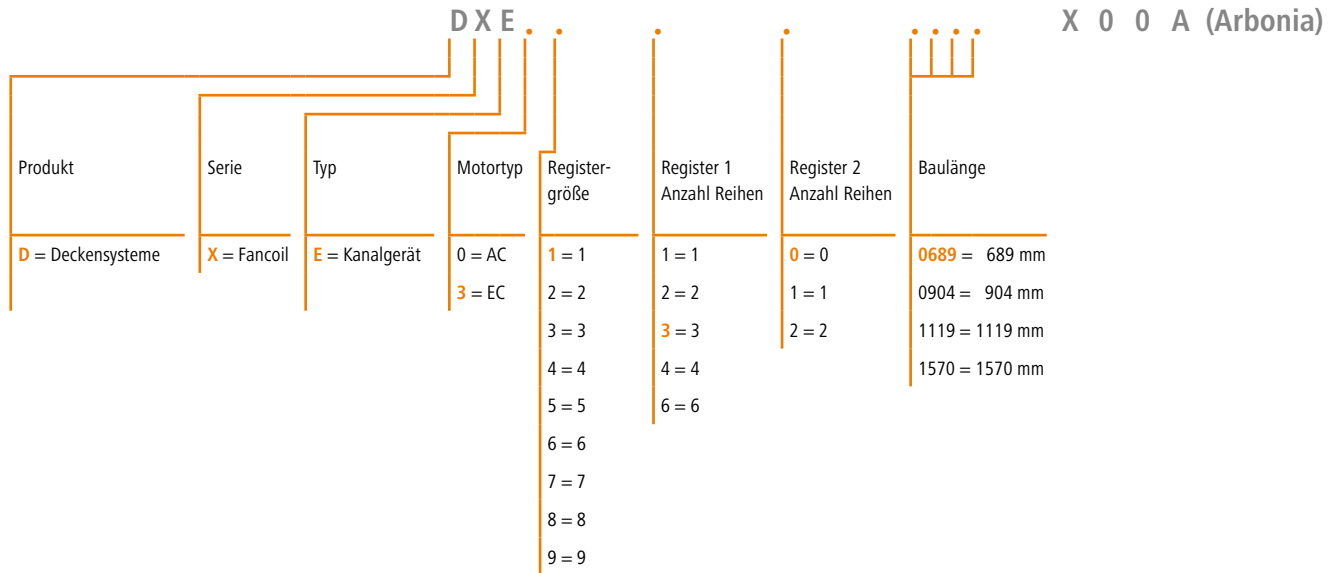 D X E . . . . . . . . X 0 0 A (Arbonia)
Produkt Serie Typ Motortyp Register- Register 1 Register 2 Baulänge
größe Anzahl Reihen Anzahl Reihen
D = Deckensysteme X = Fancoil E = Kanalgerät 0 = AC 1 = 1 1 = 1 0 = 0 0689 = 689 mm
3 = EC 2 = 2 2 = 2 1 = 1 0904 = 904 mm
3 = 3 3 = 3 2 = 2 1119 = 1119 mm
4 = 4 4 = 4 1570 = 1570 mm
5 = 5 6 = 6
6 = 6
7 = 7
8 = 8
9 = 9